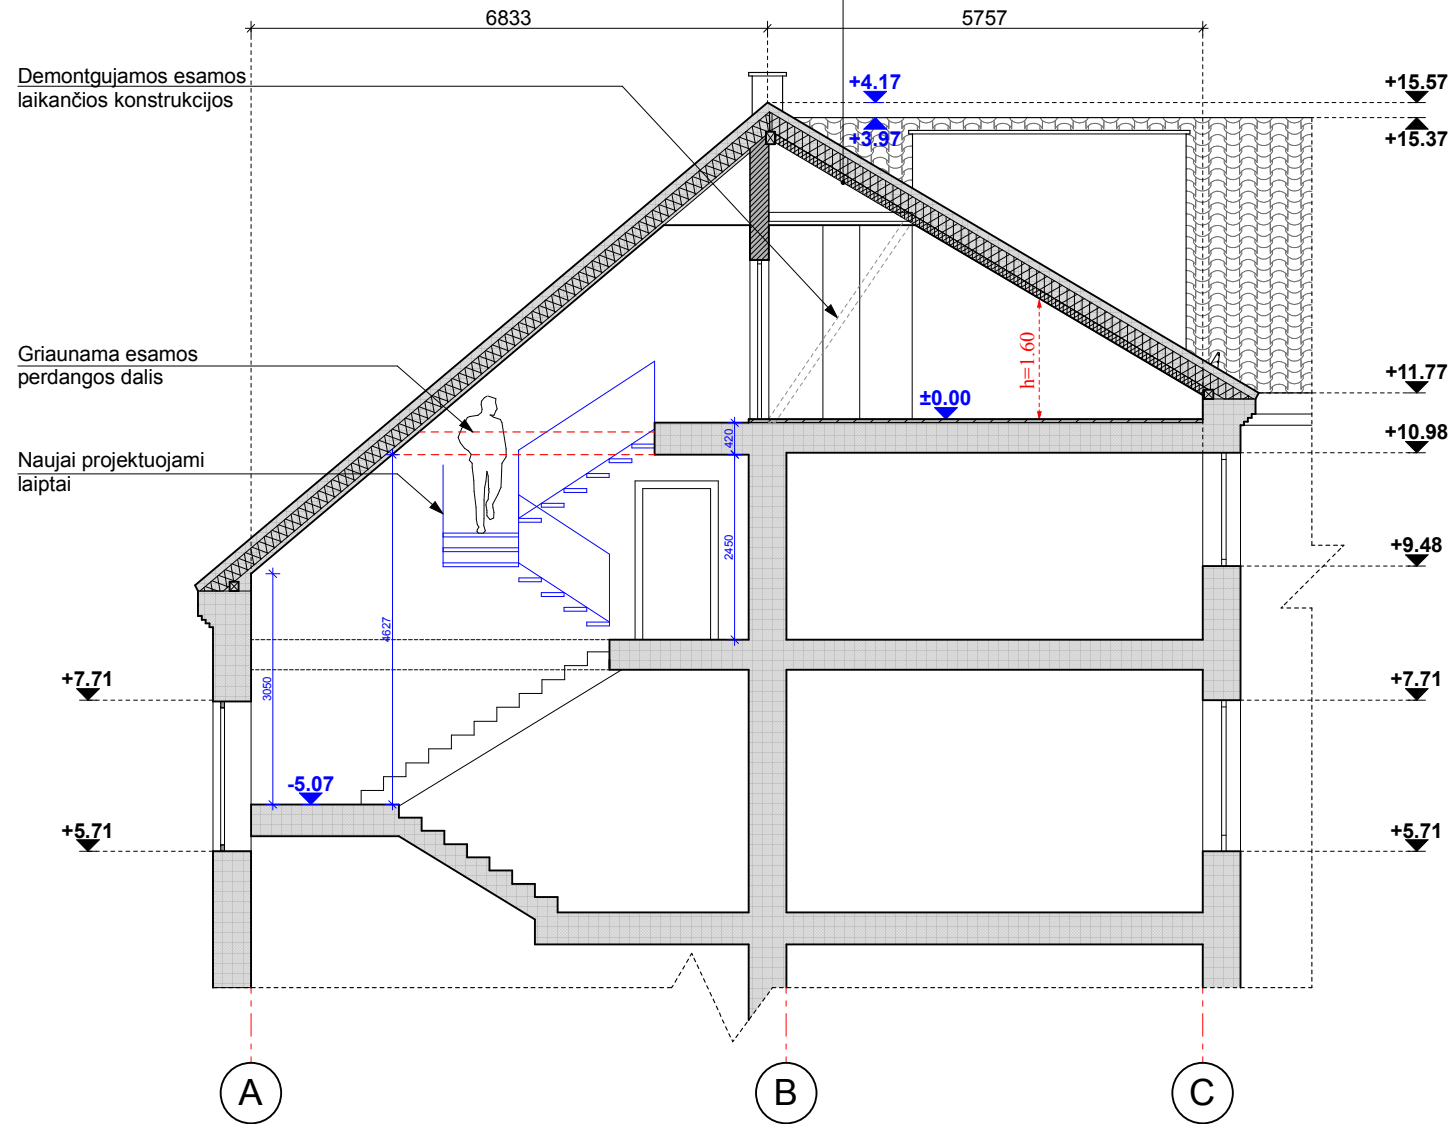 6833
5757
Demontgujamos esamos
laikančios konstrukcijos
+4.17
+3.97
+15.57
+15.37
Griaunama esamos
perdangos dalis
h=1.60
±0.00
+11.77
+10.98
420
Naujai projektuojami
laiptai
2450
+9.48
4627
3050
+7.71
+7.71
-5.07
+5.71
+5.71
A
B
C